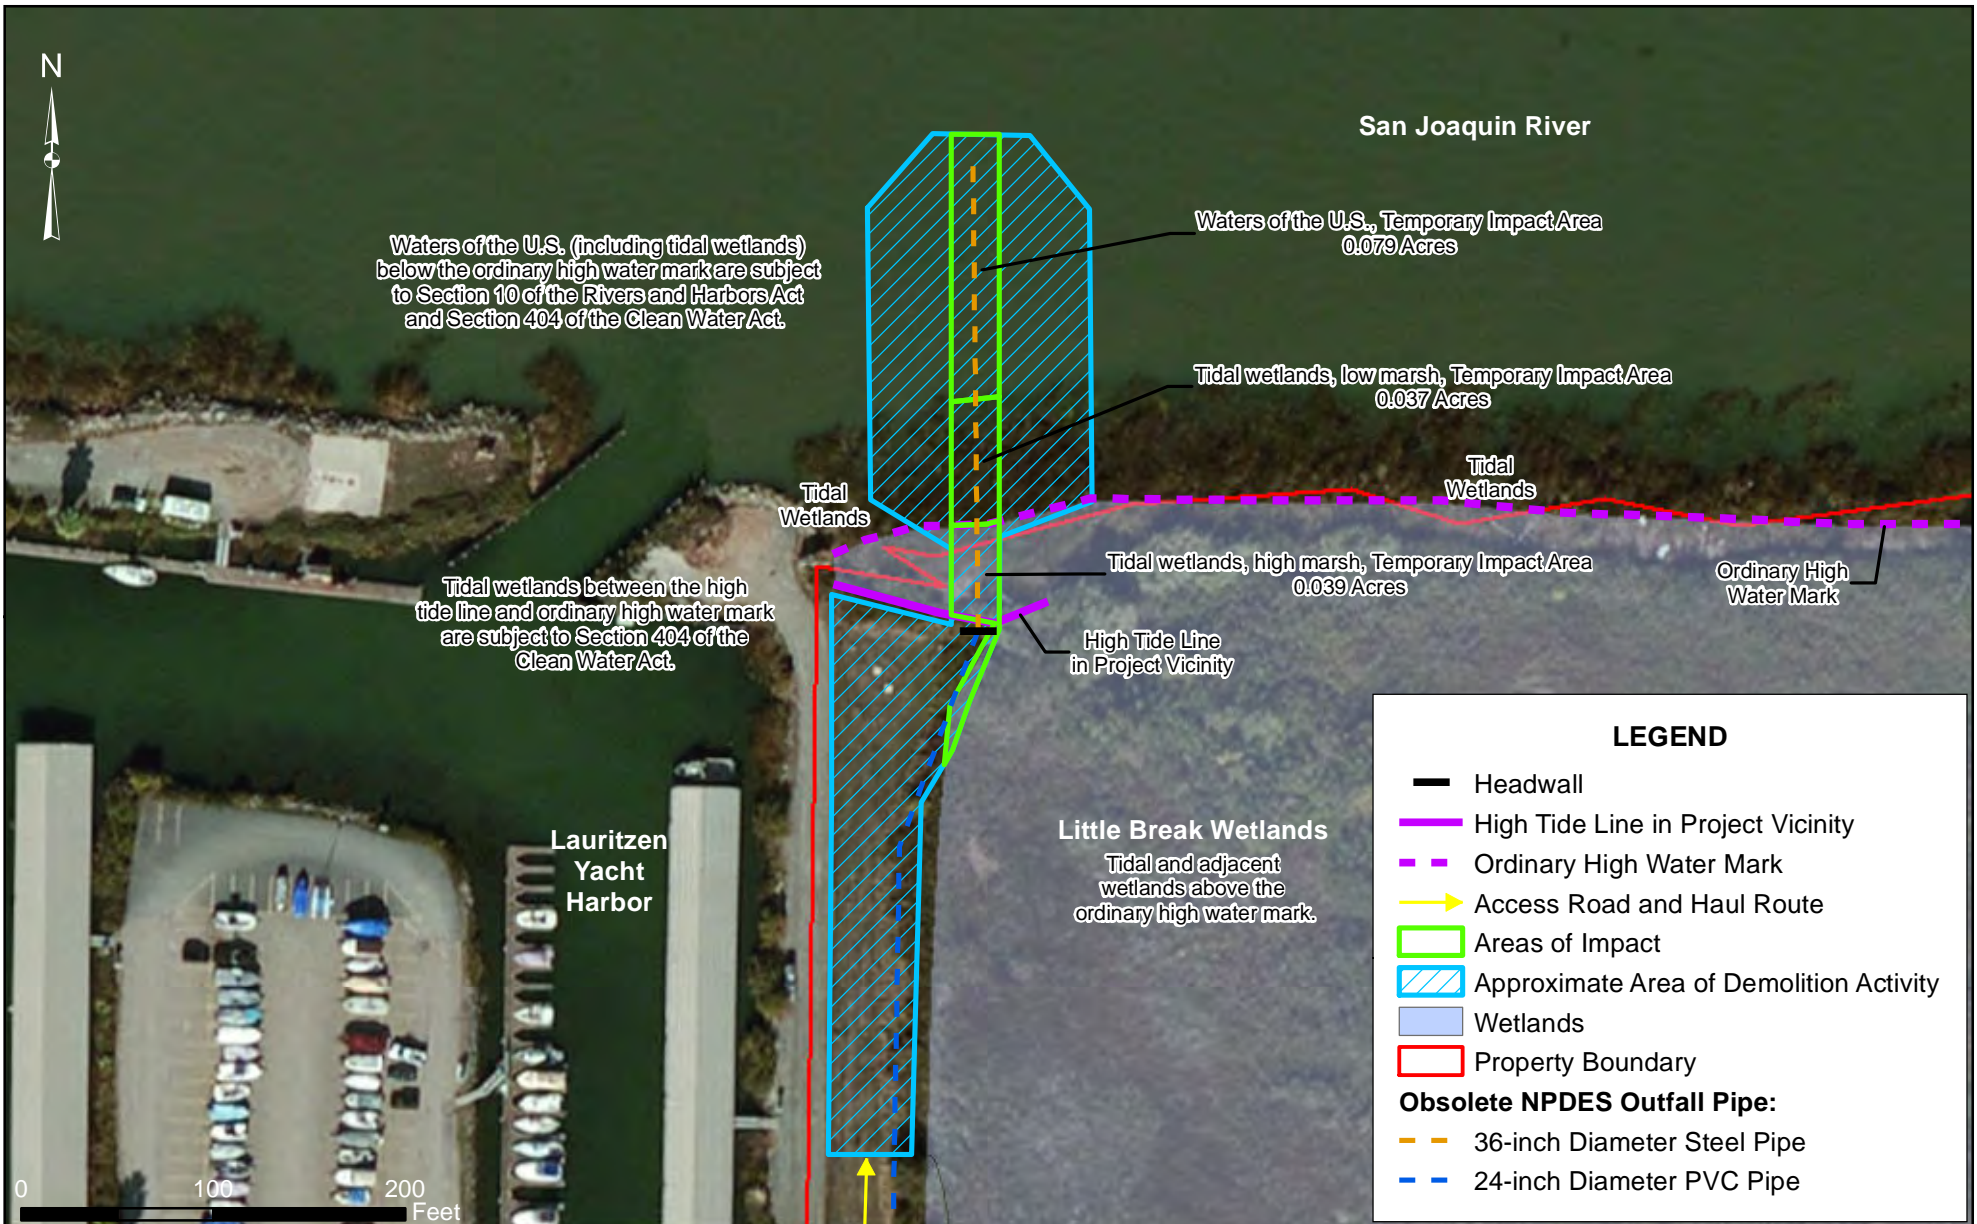 N
San Joaquin River
Waters of the U.S., Temporary Impact Area
0.079 Acres
Waters of the U.S. (including tidal wetlands)
below the ordinary high water mark are subject
to Section 10 of the Rivers and Harbors Act
and Section 404 of the Clean Water Act.
Tidal wetlands, low marsh, Temporary Impact Area
0.037 Acres
Tidal
Wetlands
Tidal
Wetlands
Tidal wetlands, high marsh, Temporary Impact Area
0.039 Acres
Ordinary High
Water Mark
Tidal wetlands between the high
tide line and ordinary high water mark
are subject to Section 404 of the
Clean Water Act.
High Tide Line
in Project Vicinity
Lauritzen
Yacht
Harbor
Little Break Wetlands
Tidal and adjacent
wetlands above the
ordinary high water mark.
LEGEND
Headwall
High Tide Line in Project Vicinity
Ordinary High Water Mark
Access Road and Haul Route
Areas of Impact
Approximate Area of Demolition Activity
Wetlands
Property Boundary
Obsolete NPDES Outfall Pipe:
36-inch Diameter Steel Pipe
24-inch Diameter PVC Pipe
0 100 200
Feet